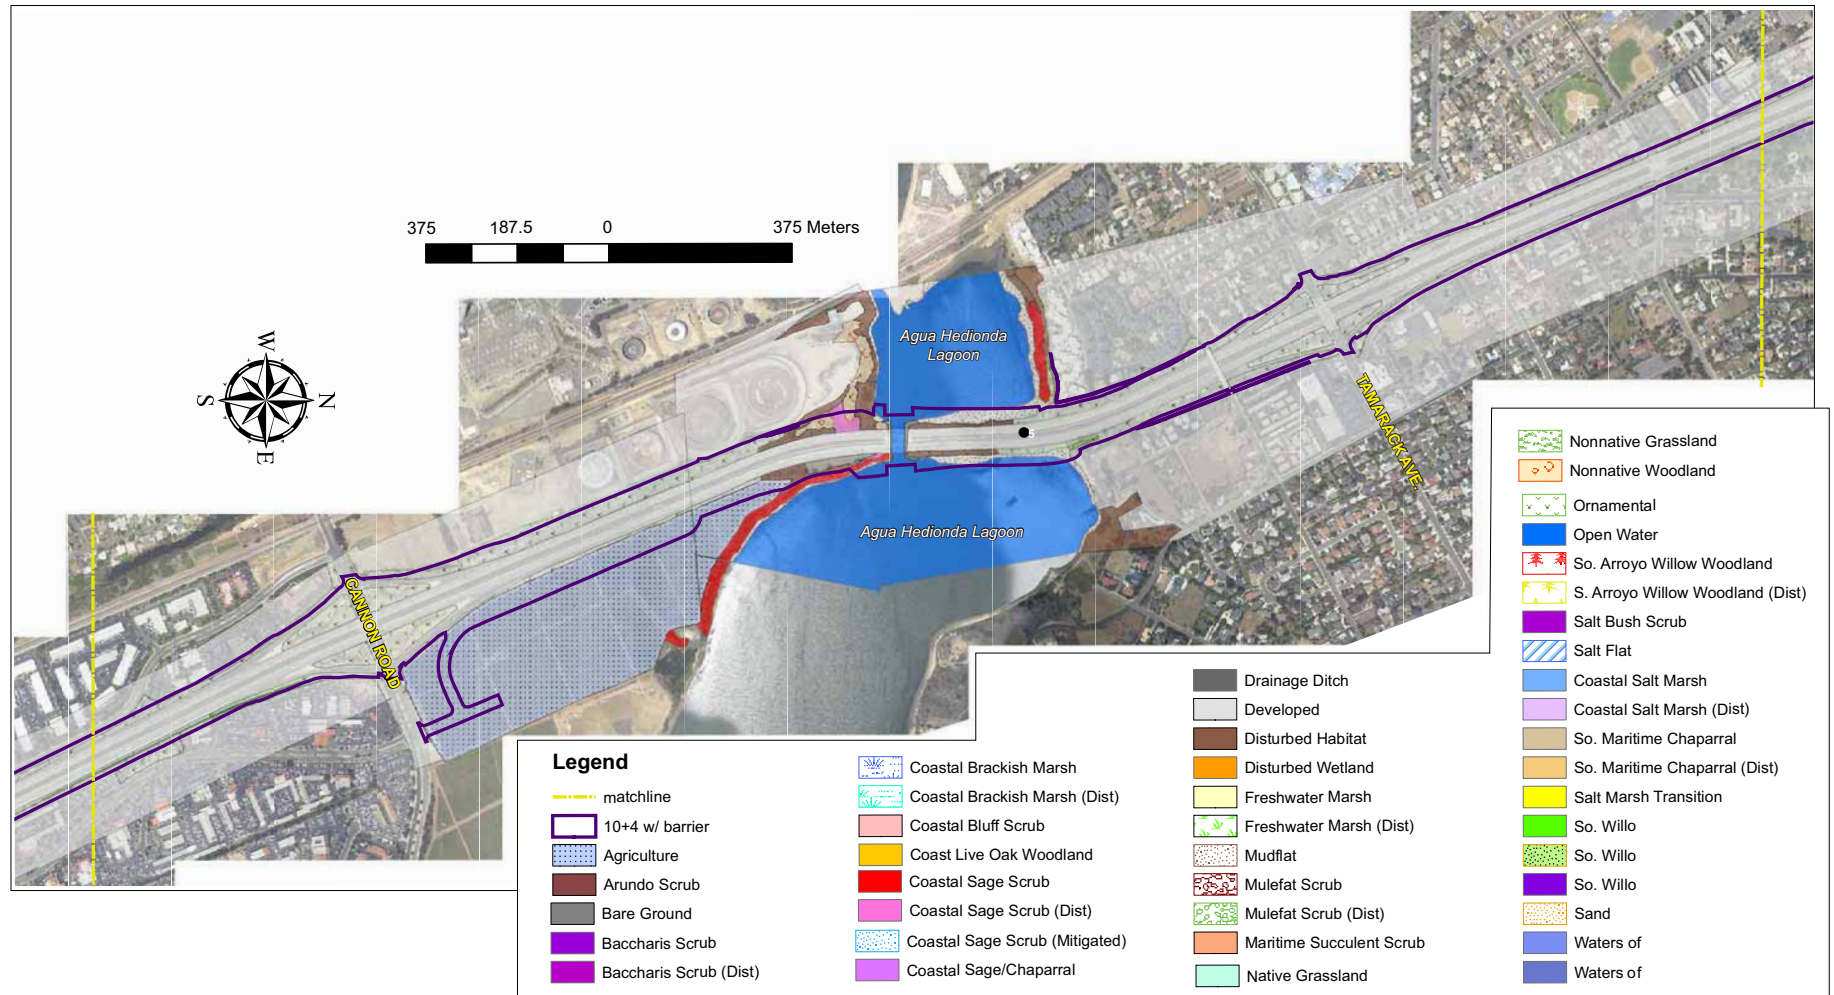 375 187.5 0 375 Meters
W
S N
E
Agua Hedionda
Lagoon
Agua Hedionda Lagoon
TAMARACK AVE.
CANNON ROAD
Legend
matchline
10+4 w/ barrier
Agriculture
Arundo Scrub
Bare Ground
Baccharis Scrub
Baccharis Scrub (Dist)
Coastal Brackish Marsh
Coastal Brackish Marsh (Dist)
Coastal Bluff Scrub
Coast Live Oak Woodland
Coastal Sage Scrub
Coastal Sage Scrub (Dist)
Coastal Sage Scrub (Mitigated)
Coastal Sage/Chaparral
Drainage Ditch
Developed
Disturbed Habitat
Disturbed Wetland
Freshwater Marsh
Freshwater Marsh (Dist)
Mudflat
Mulefat Scrub
Mulefat Scrub (Dist)
Maritime Succulent Scrub
Native Grassland
Nonnative Grassland
Nonnative Woodland
Ornamental
Open Water
So. Arroyo Willow Woodland
S. Arroyo Willow Woodland (Dist)
Salt Bush Scrub
Salt Flat
Coastal Salt Marsh
Coastal Salt Marsh (Dist)
So. Maritime Chaparral
So. Maritime Chaparral (Dist)
Salt Marsh Transition
So. Willo
So. Willo
So. Willo
Sand
Waters of
Waters of